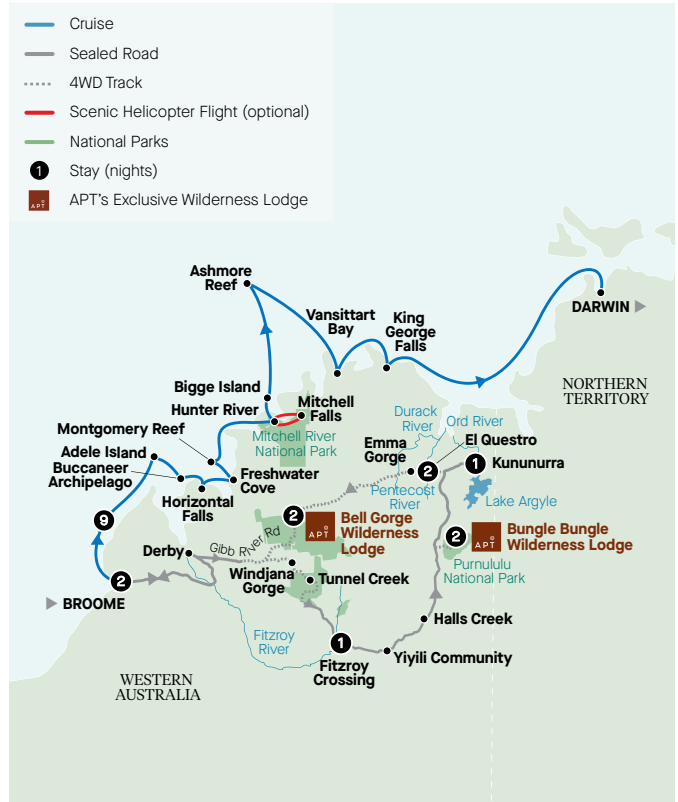 Cruise
Sealed Road
4WD Track
Scenic Helicopter Flight (optional)
National Parks
1
Stay (nights)
APT
APT's Exclusive Wilderness Lodge
Ashmore
Reef
Vansittart
Bay
King
George
Falls
DARWIN
NORTHERN
TERRITORY
Bigge Island
Hunter River
Mitchell
Falls
Mitchell River
National Park
Montgomery Reef
Adele Island
Buccaneer
Archipelago
Horizontal
Falls
Freshwater
Cove
Durack
River
Ord River
Emma
Gorge
El Questro
2
1
Kununurra
Pentecost
River
Lake Argyle
9
2
APT
Bell Gorge
Wilderness
Lodge
2
APT
Bungle Bungle
Wilderness Lodge
Purnululu
National Park
Derby
Gibb River Rd
Windjana
Gorge
Tunnel Creek
2
BROOME
Halls Creek
Fitzroy
River
1
Fitzroy
Crossing
Yiyili Community
WESTERN
AUSTRALIA